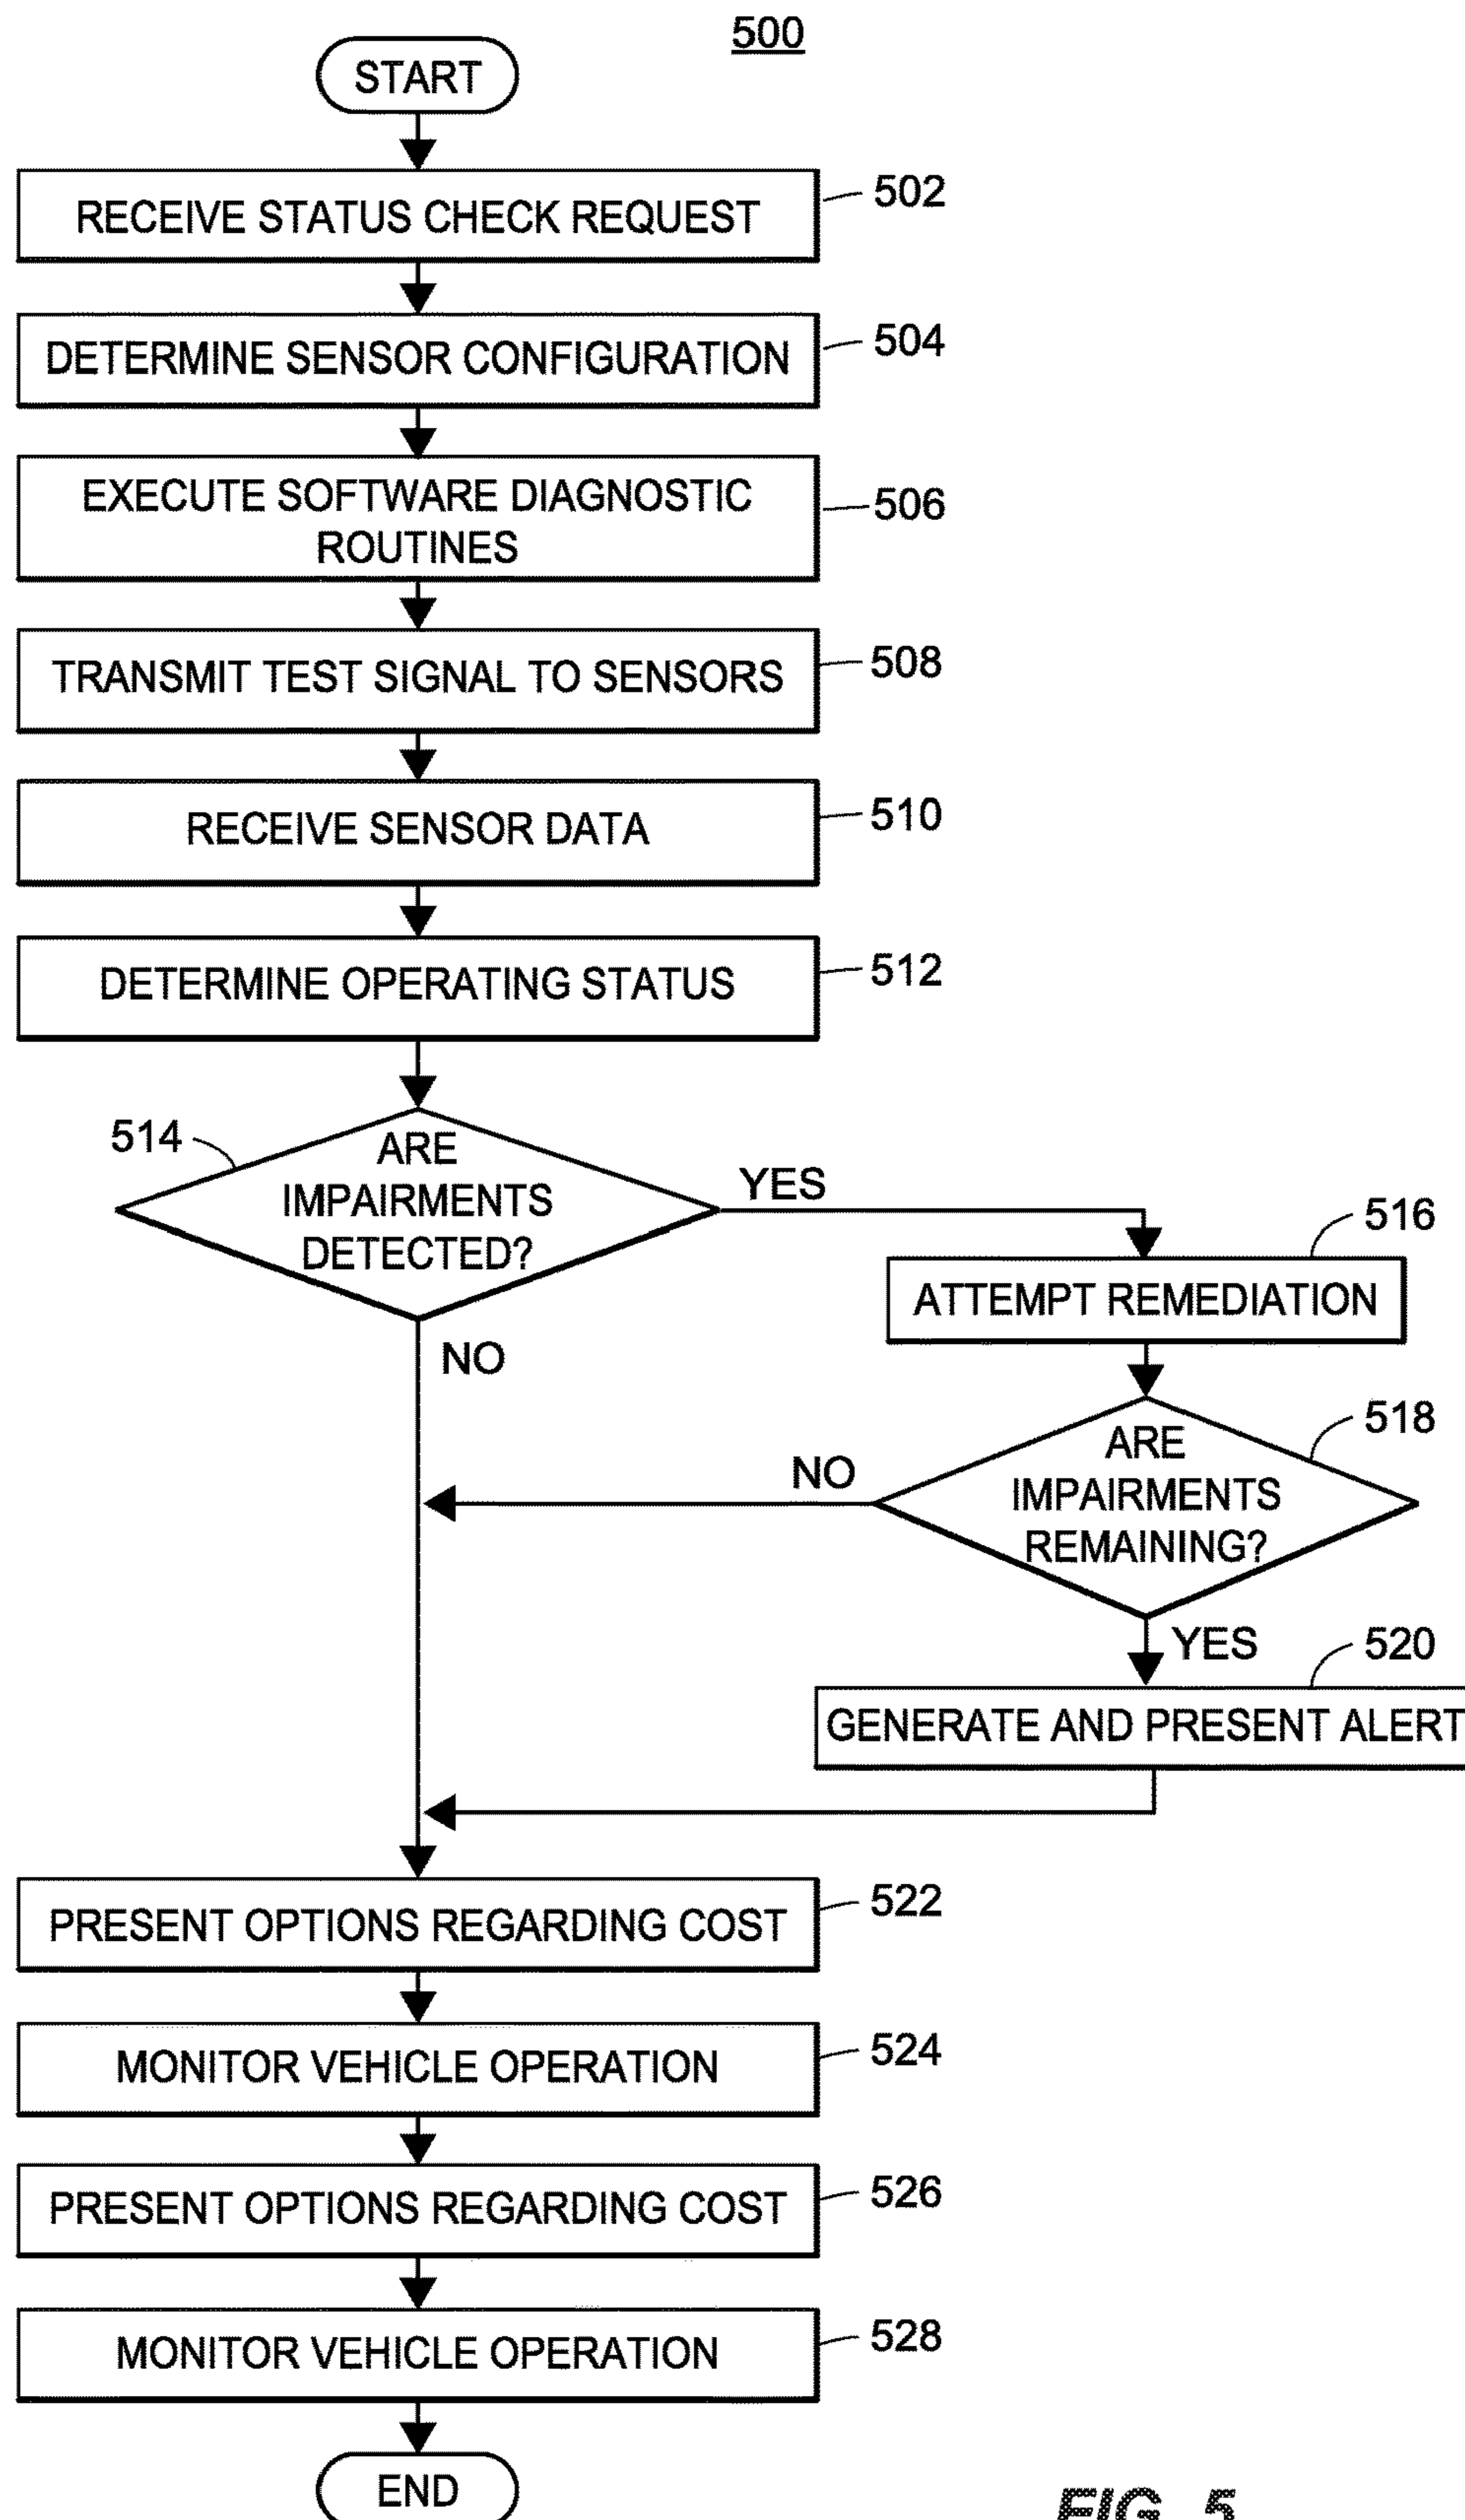 500
START
RECEIVE STATUS CHECK REQUEST
502
DETERMINE SENSOR CONFIGURATION
504
EXECUTE SOFTWARE DIAGNOSTIC
ROUTINES
506
TRANSMIT TEST SIGNAL TO SENSORS
508
RECEIVE SENSOR DATA
510
DETERMINE OPERATING STATUS
512
514
ARE
IMPAIRMENTS
DETECTED?
YES
NO
516
ATTEMPT REMEDIATION
518
ARE
IMPAIRMENTS
REMAINING?
NO
YES
520
GENERATE AND PRESENT ALERT
PRESENT OPTIONS REGARDING COST
522
MONITOR VEHICLE OPERATION
524
PRESENT OPTIONS REGARDING COST
526
MONITOR VEHICLE OPERATION
528
END
FIG. 5